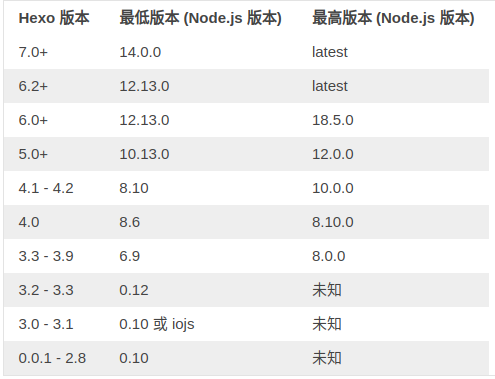 Hexo 版本 最低版本 (Node.js 版本) 最高版本 (Node.js 版本)
7.0+ 14.0.0 latest
6.2+ 12.13.0 latest
6.0+ 12.13.0 18.5.0
5.0+ 10.13.0 12.0.0
4.1 - 4.2 8.10 10.0.0
4.0 8.6 8.10.0
3.3 - 3.9 6.9 8.0.0
3.2 - 3.3 0.12 未知
3.0 - 3.1 0.10 或 iojs 未知
0.0.1 - 2.8 0.10 未知